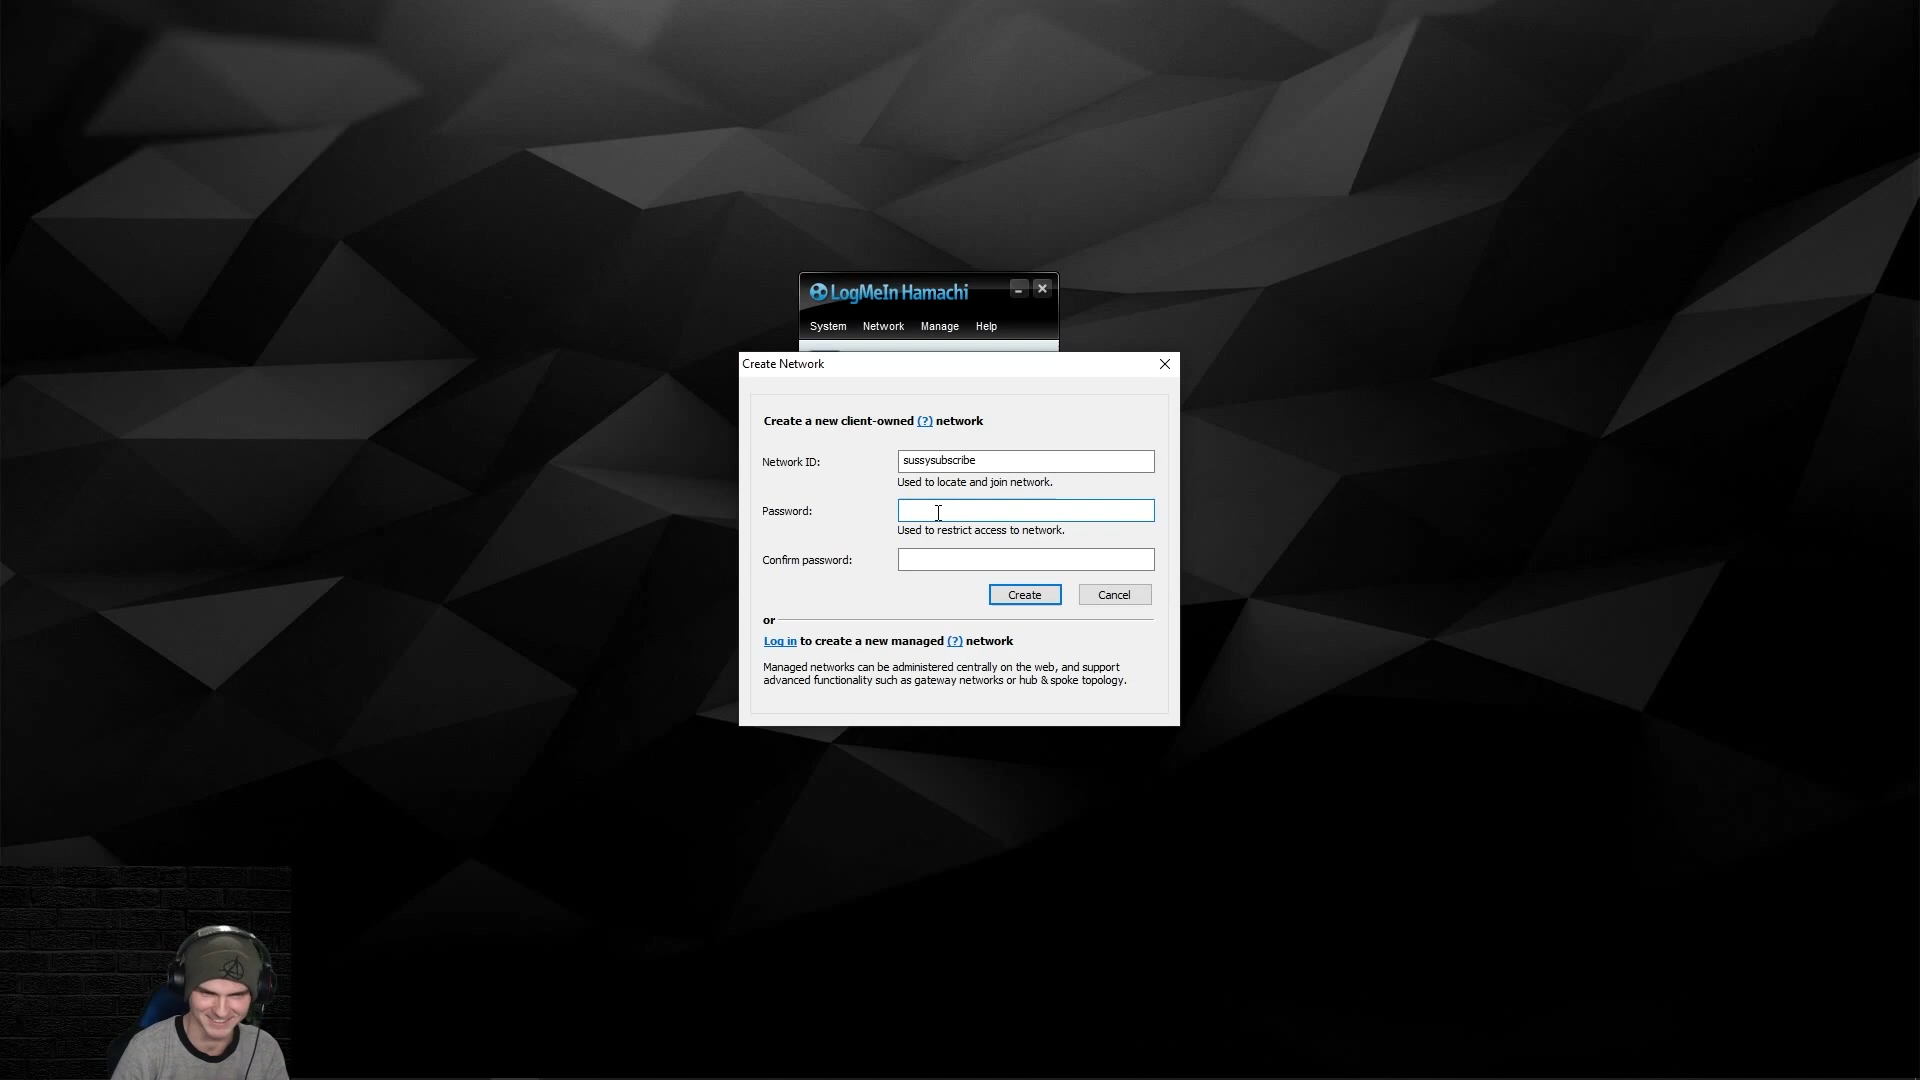 LogMeIn Hamachi
System Network Manage Help
Create Network
Create a new client-owned (?) network
Network ID: sussysubscribe
Used to locate and join network.
Password:
Used to restrict access to network.
Confirm password:
Create Cancel
or
Log in to create a new managed (?) network
Managed networks can be administered centrally on the web, and support
advanced functionality such as gateway networks or hub & spoke topology.